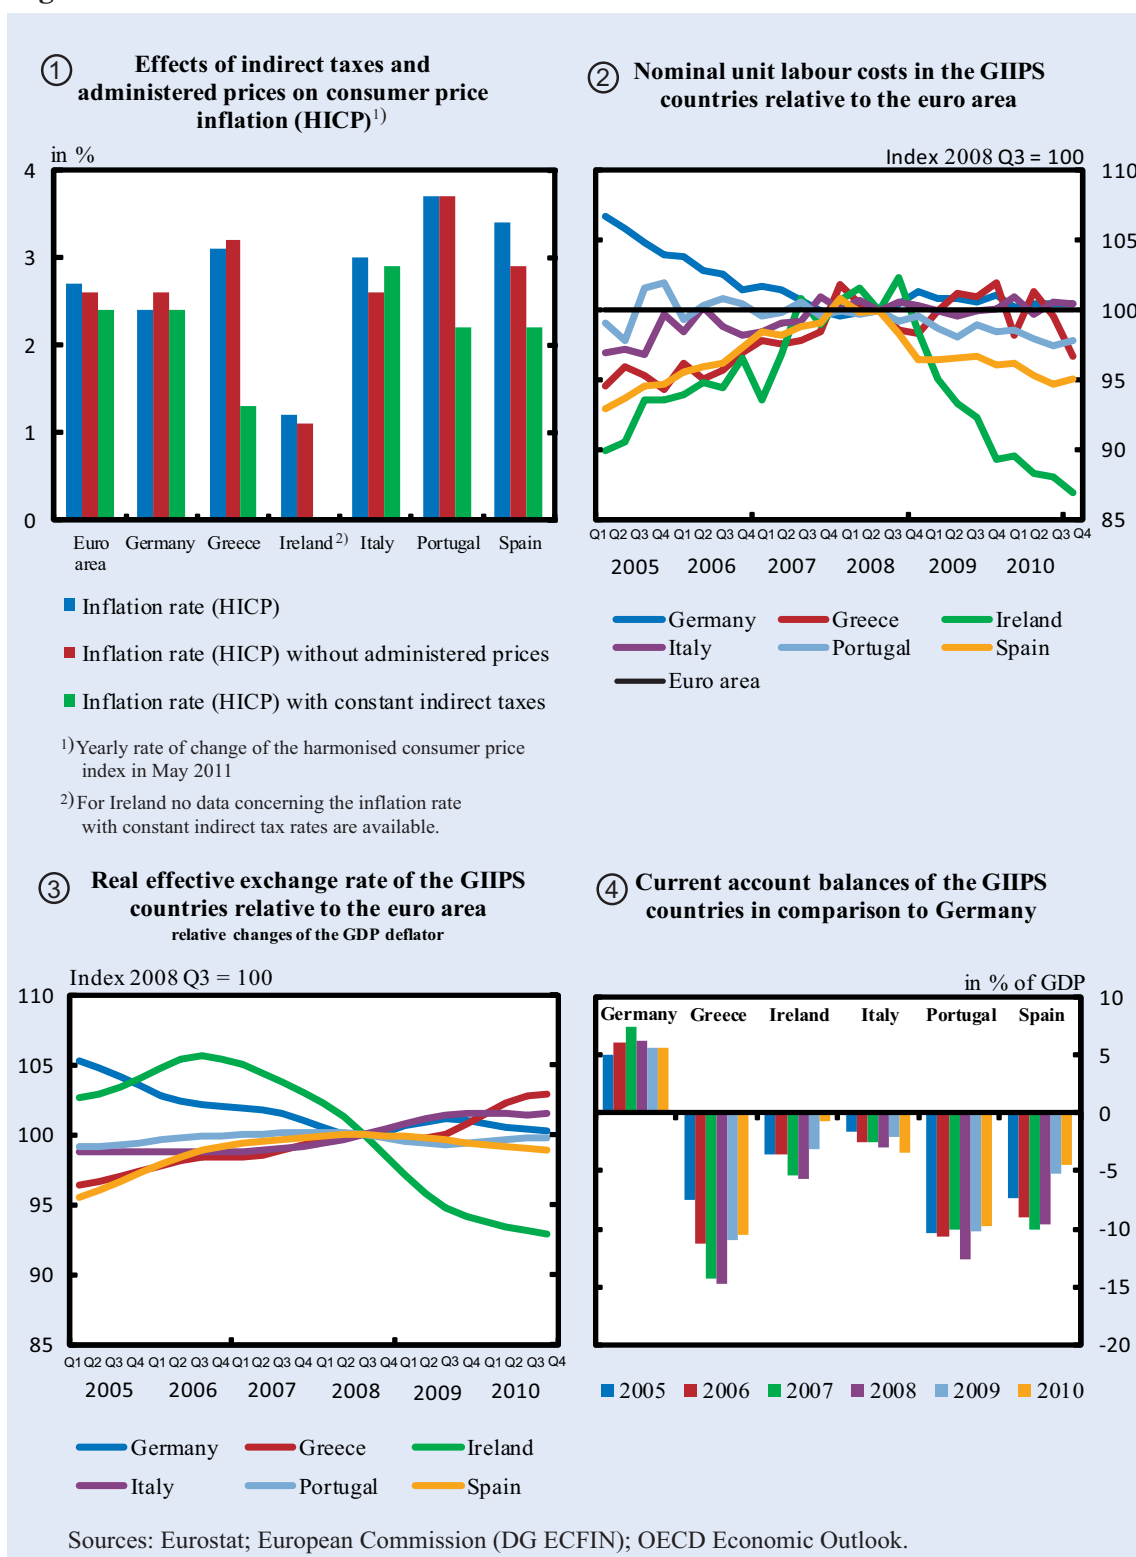 ①
Effects of indirect taxes and
administered prices on consumer price
inflation (HICP)1)
in %
4
3
2
1
0
Euro area
Germany
Greece
Ireland2)
Italy
Portugal
Spain
Inflation rate (HICP)
Inflation rate (HICP) without administered prices
Inflation rate (HICP) with constant indirect taxes
1) Yearly rate of change of the harmonised consumer price
index in May 2011
2) For Ireland no data concerning the inflation rate
with constant indirect tax rates are available.
②
Nominal unit labour costs in the GIIPS
countries relative to the euro area
Index 2008 Q3 = 100
110
105
100
95
90
85
Q1 Q2 Q3 Q4 Q1 Q2 Q3 Q4 Q1 Q2 Q3 Q4 Q1 Q2 Q3 Q4 Q1 Q2 Q3 Q4 Q1 Q2 Q3 Q4
2005 2006 2007 2008 2009 2010
Germany Greece Ireland
Italy Portugal Spain
Euro area
③
Real effective exchange rate of the GIIPS
countries relative to the euro area
relative changes of the GDP deflator
Index 2008 Q3 = 100
110
105
100
95
90
85
Q1 Q2 Q3 Q4 Q1 Q2 Q3 Q4 Q1 Q2 Q3 Q4 Q1 Q2 Q3 Q4 Q1 Q2 Q3 Q4 Q1 Q2 Q3 Q4
2005 2006 2007 2008 2009 2010
Germany Greece Ireland
Italy Portugal Spain
④
Current account balances of the GIIPS
countries in comparison to Germany
in % of GDP
Germany Greece Ireland Italy Portugal Spain
10
5
0
-5
-10
-15
-20
2005 2006 2007 2008 2009 2010
Sources: Eurostat; European Commission (DG ECFIN); OECD Economic Outlook.